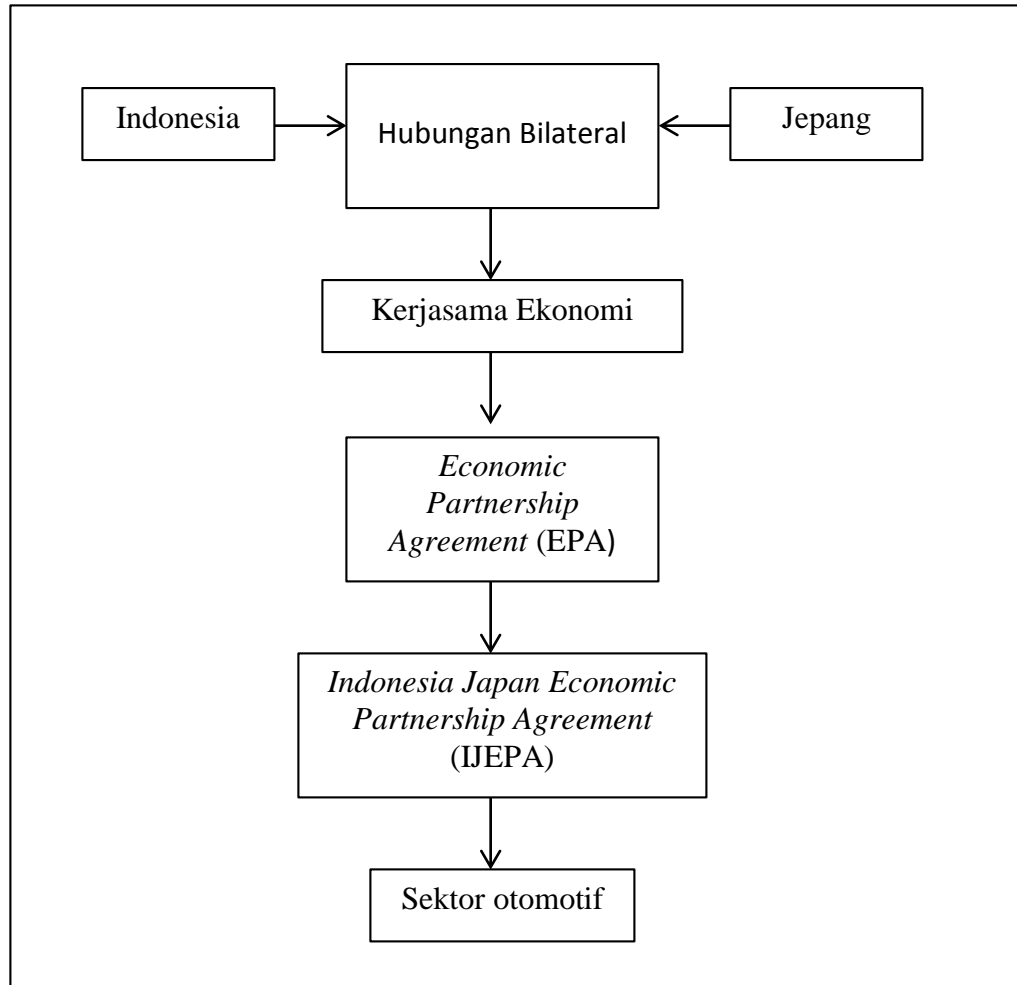 Indonesia
Hubungan Bilateral
Jepang
Kerjasama Ekonomi
Economic
Partnership
Agreement (EPA)
Indonesia Japan Economic
Partnership Agreement
(IJEPA)
Sektor otomotif